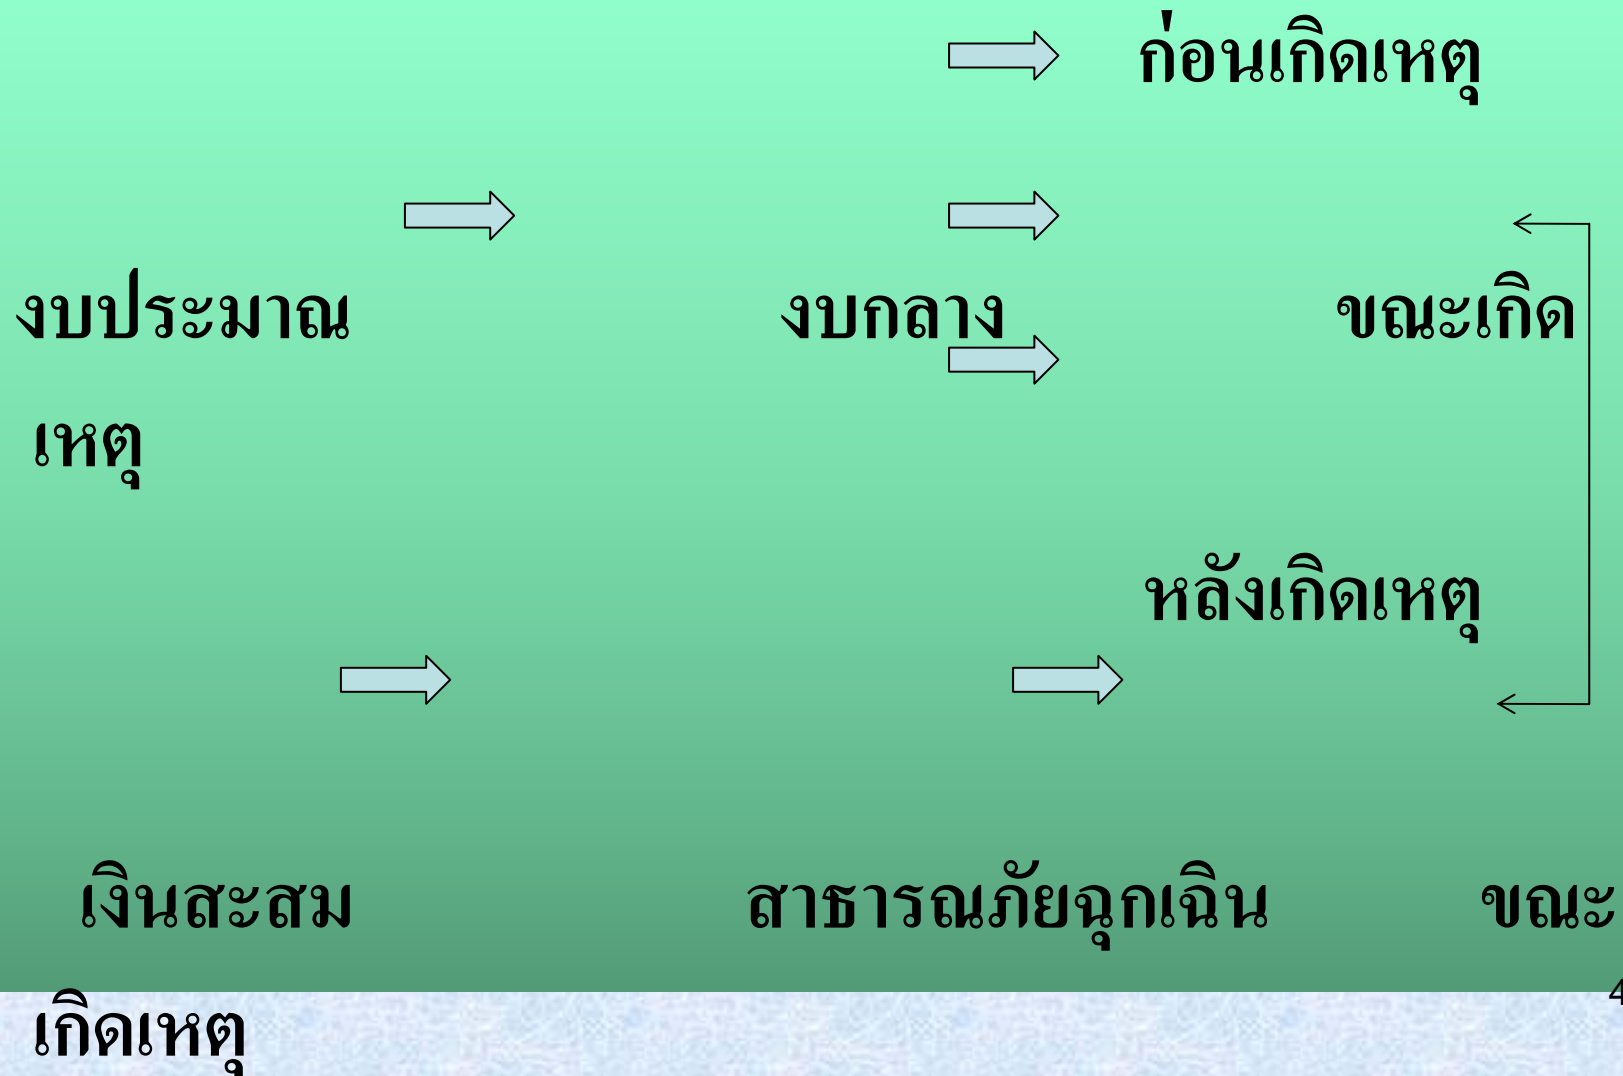 ก่อนเกิดเหตุ
งบประมาณ งบกลาง ขณะเกิด
เหตุ
หลังเกิดเหตุ
เงินสะสม สาธารณภัยฉุกเฉิน ขณะ
4
เกิดเหตุ